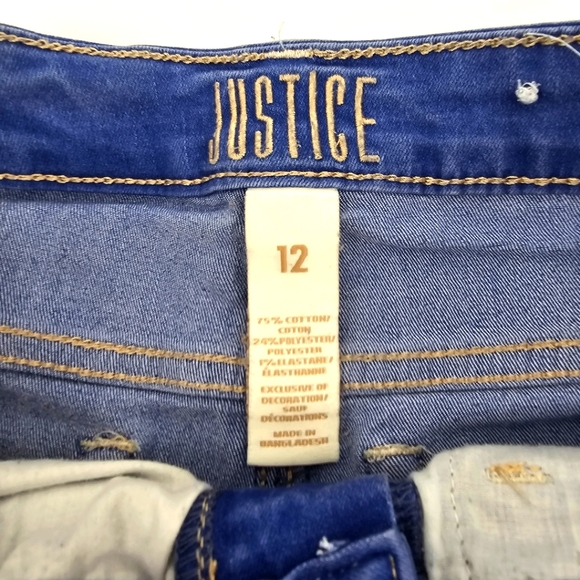 JUSTICE
12
75% COTTON/
COTON
24% POLYESTER/
POLYESTER
1% ELASTANE/
ÉLASTHANNE
EXCLUSIVE OF
DECORATION/
SAUF
DÉCORATIONS
MADE IN
BANGLADESH